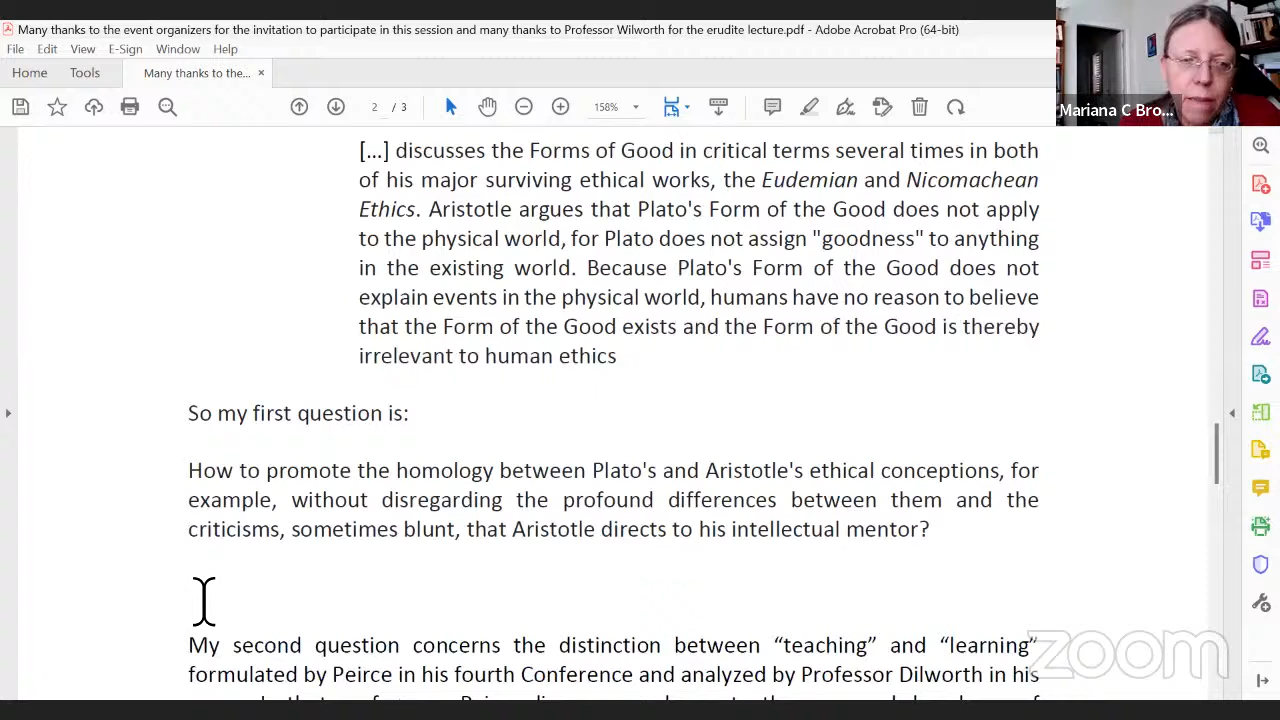 Many thanks to the event organizers for the invitation to participate in this session and many thanks to Professor Wilworth for the erudite lecture.pdf - Adobe Acrobat Pro (64-bit)
File Edit View E-Sign Window Help
Home Tools Many thanks to the... ×
2 / 3 158%
Mariana C Bro...
[...] discusses the Forms of Good in critical terms several times in both
of his major surviving ethical works, the Eudemian and Nicomachean
Ethics. Aristotle argues that Plato's Form of the Good does not apply
to the physical world, for Plato does not assign "goodness" to anything
in the existing world. Because Plato's Form of the Good does not
explain events in the physical world, humans have no reason to believe
that the Form of the Good exists and the Form of the Good is thereby
irrelevant to human ethics
So my first question is:
How to promote the homology between Plato's and Aristotle's ethical conceptions, for
example, without disregarding the profound differences between them and the
criticisms, sometimes blunt, that Aristotle directs to his intellectual mentor?
My second question concerns the distinction between “teaching” and “learning”
formulated by Peirce in his fourth Conference and analyzed by Professor Dilworth in his
zoom